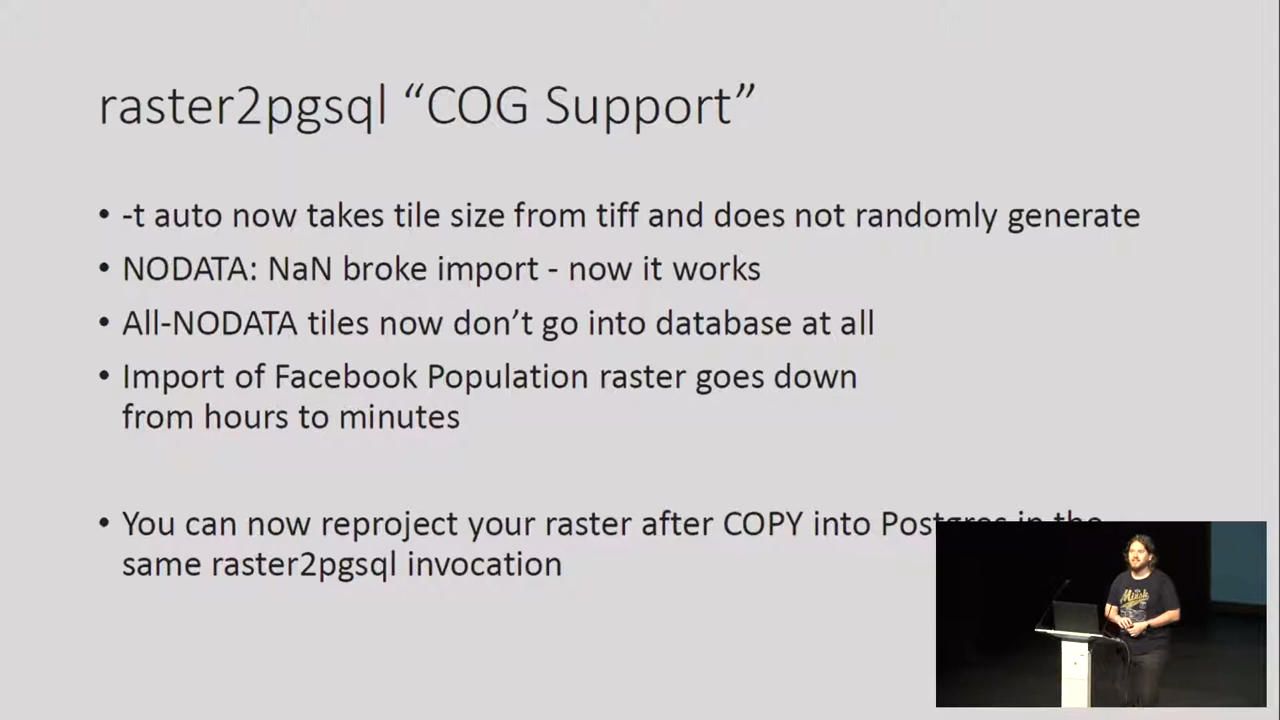 raster2pgsql “COG Support”
• -t auto now takes tile size from tiff and does not randomly generate
• NODATA: NaN broke import - now it works
• All-NODATA tiles now don’t go into database at all
• Import of Facebook Population raster goes down
from hours to minutes
• You can now reproject your raster after COPY into Postgres in the
same raster2pgsql invocation
Minsk